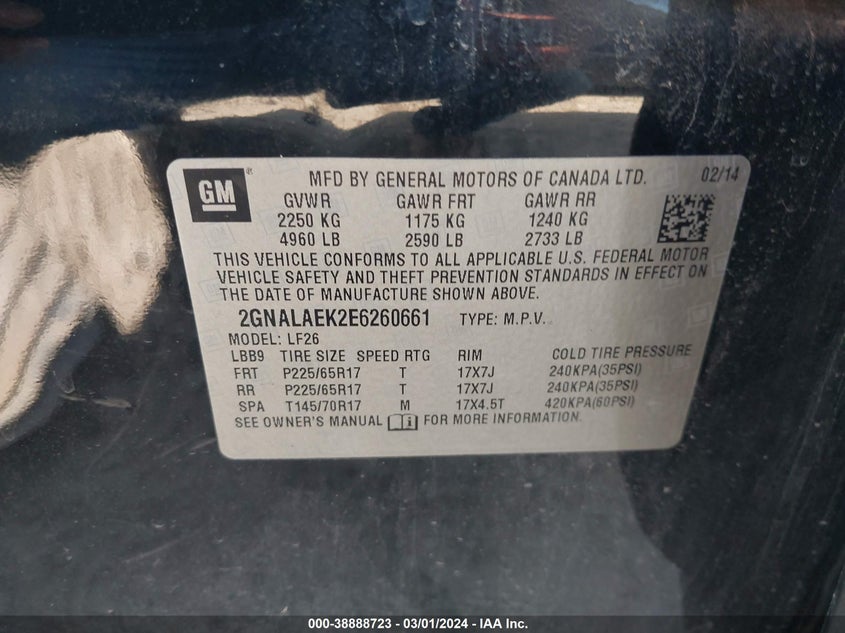 GM ®
MFD BY GENERAL MOTORS OF CANADA LTD. 02/14
GVWR GAWR FRT GAWR RR
2250 KG 1175 KG 1240 KG
4960 LB 2590 LB 2733 LB
THIS VEHICLE CONFORMS TO ALL APPLICABLE U.S. FEDERAL MOTOR
VEHICLE SAFETY AND THEFT PREVENTION STANDARDS IN EFFECT ON
THE DATE OF MANUFACTURE SHOWN ABOVE.
2GNALAEK2E6260661 TYPE: M.P.V.
MODEL: LF26
LBB9 TIRE SIZE SPEED RTG RIM COLD TIRE PRESSURE
FRT P225/65R17 T 17X7J 240KPA(35PSI)
RR P225/65R17 T 17X7J 240KPA(35PSI)
SPA T145/70R17 M 17X4.5T 420KPA(60PSI)
SEE OWNER'S MANUAL i FOR MORE INFORMATION.
000-38888723 - 03/01/2024 - IAA Inc.